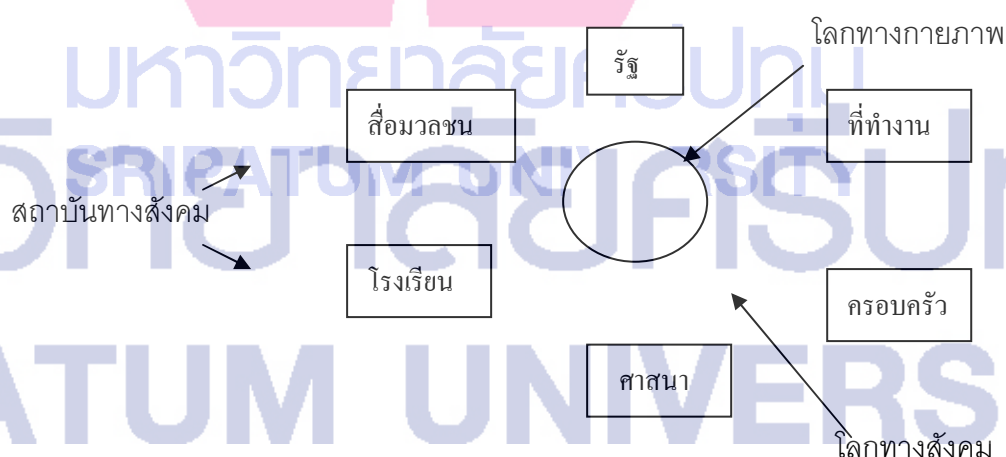 โลกทางกายภาพ
รัฐ
มหาวิทยาลัยศรีปทุม
สื่อมวลชน
ที่ทำงาน
SRIPATUM UNIVERSITY
สถาบันทางสังคม
โรงเรียน
ครอบครัว
ศาสนา
PATUM UNIVERS
โลกทางสังคม